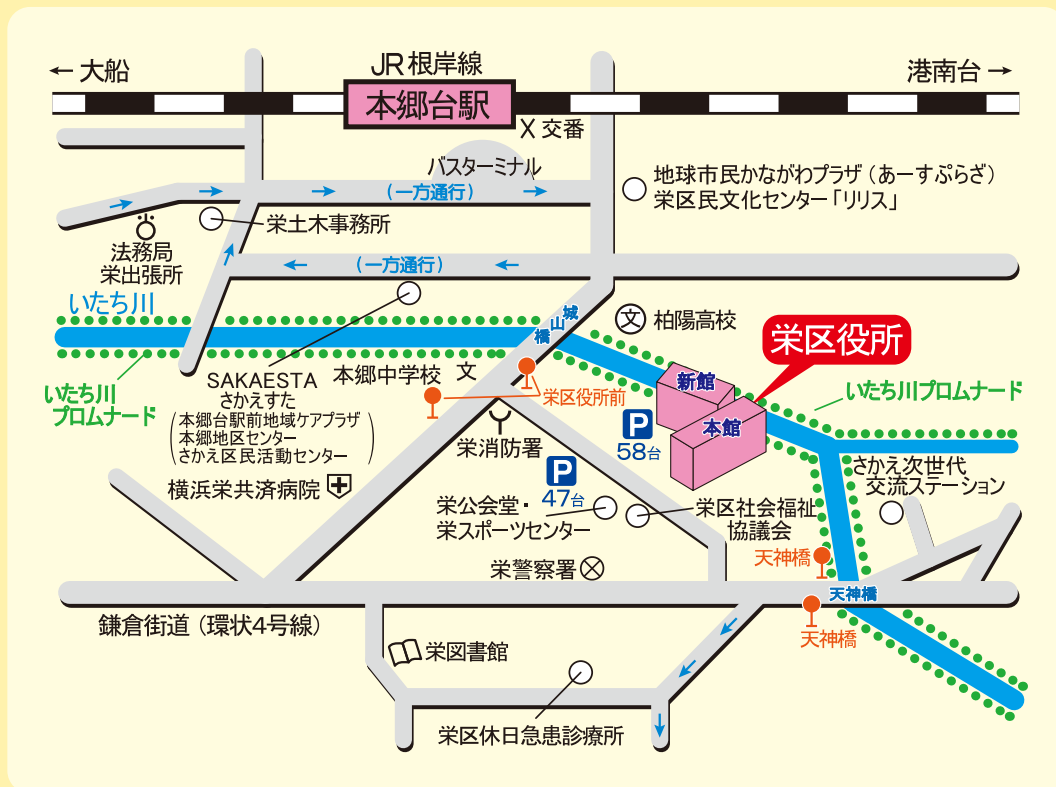 ← 大船
JR根岸線
本郷台駅
港南台 →
X 交番
バスターミナル
(一方通行)
地球市民かながわプラザ(あーすぷらざ)
栄区民文化センター「リリス」
栄土木事務所
法務局
栄出張所
(一方通行)
いたち川
城山橋
文 柏陽高校
栄区役所
新館
本館
いたち川
プロムナード
いたち川プロムナード
SAKAESTA
さかえすた
(本郷台駅前地域ケアプラザ
本郷地区センター
さかえ区民活動センター)
本郷中学校 文
栄区役所前
P
58台
栄消防署
P
47台
横浜栄共済病院
栄公会堂・
栄スポーツセンター
栄区社会福祉
協議会
さかえ次世代
交流ステーション
栄警察署
天神橋
天神橋
天神橋
鎌倉街道(環状4号線)
栄図書館
栄区休日急患診療所